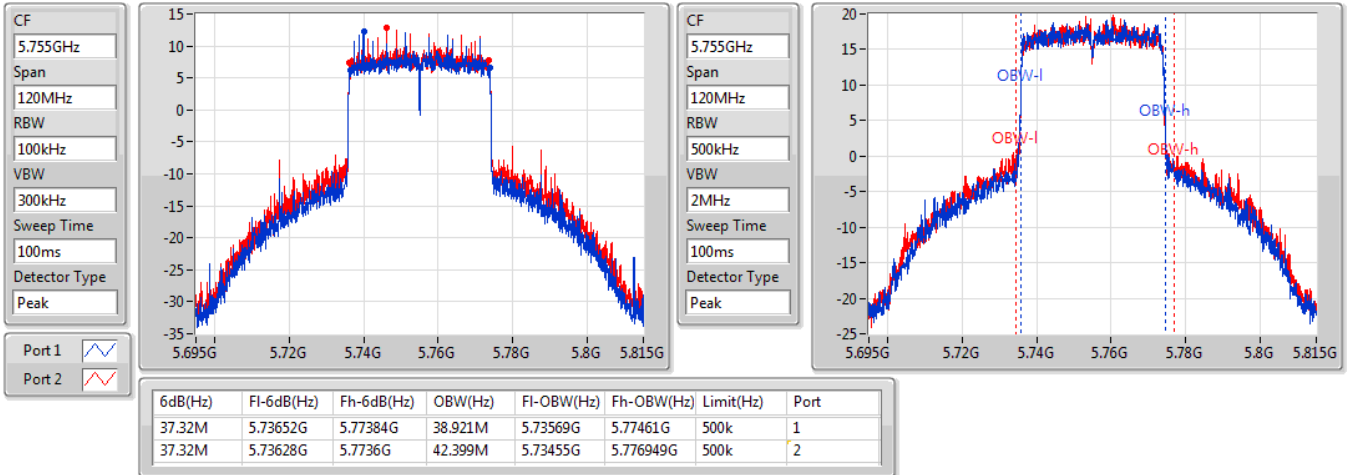 CF
5.755GHz
Span
120MHz
RBW
100kHz
VBW
300kHz
Sweep Time
100ms
Detector Type
Peak
15
10
5
0
-5
-10
-15
-20
-25
-30
-35
5.695G 5.72G 5.74G 5.76G 5.78G 5.8G 5.815G
CF
5.755GHz
Span
120MHz
RBW
500kHz
VBW
2MHz
Sweep Time
100ms
Detector Type
Peak
20
15
10
5
0
-5
-10
-15
-20
-25
OBW-l
OBW-h
OBW-l
OBW-h
5.695G 5.72G 5.74G 5.76G 5.78G 5.8G 5.815G
Port 1
Port 2
6dB(Hz) Fl-6dB(Hz) Fh-6dB(Hz) OBW(Hz) Fl-OBW(Hz) Fh-OBW(Hz) Limit(Hz) Port
37.32M 5.73652G 5.77384G 38.921M 5.73569G 5.77461G 500k 1
37.32M 5.73628G 5.7736G 42.399M 5.73455G 5.776949G 500k 2